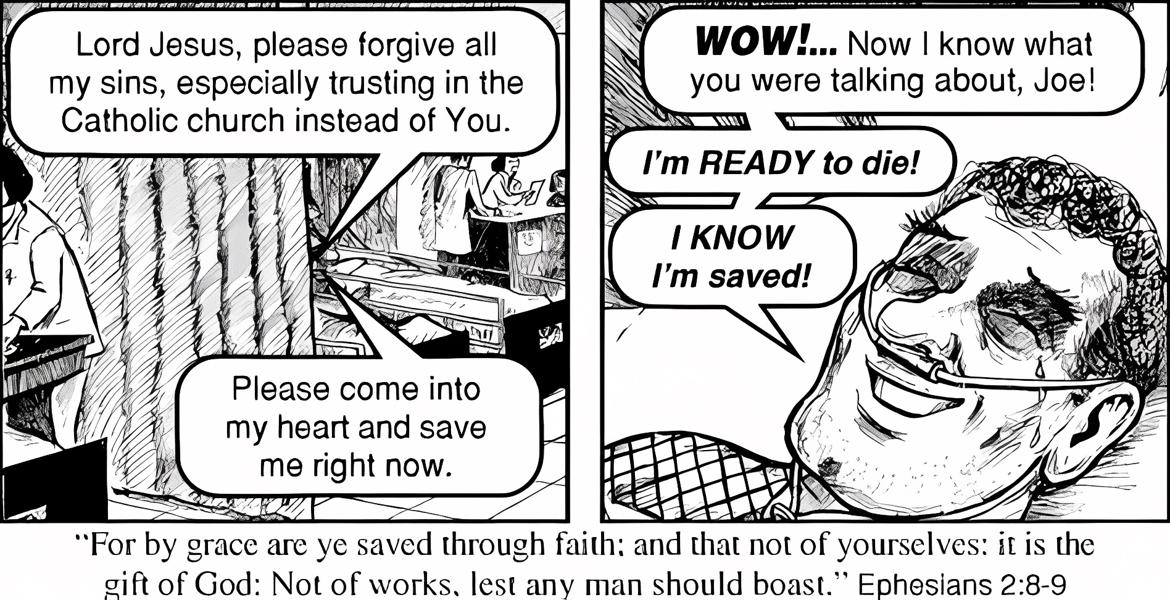 Lord Jesus, please forgive all
my sins, especially trusting in the
Catholic church instead of You.
Please come into
my heart and save
me right now.
WOW!... Now I know what
you were talking about, Joe!
I'm READY to die!
I KNOW
I'm saved!
“For by grace are ye saved through faith; and that not of yourselves: it is the
gift of God: Not of works, lest any man should boast.” Ephesians 2:8-9